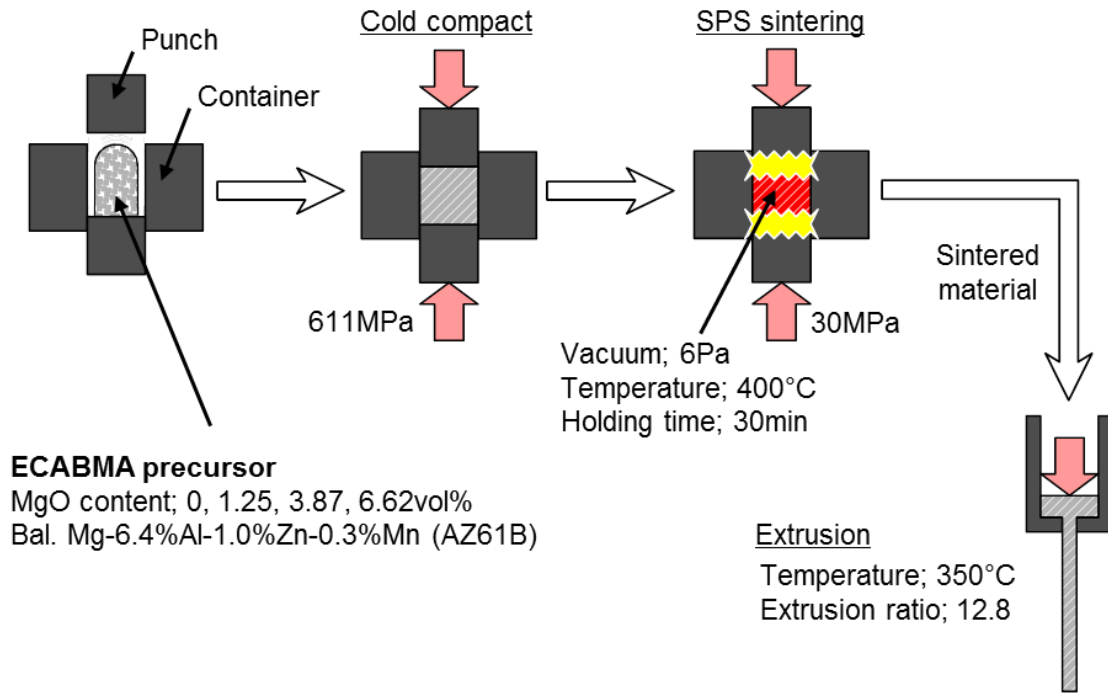 Punch
Container
Cold compact
SPS sintering
611MPa
30MPa
Vacuum; 6Pa
Temperature; 400°C
Holding time; 30min
Sintered
material
ECABMA precursor
MgO content; 0, 1.25, 3.87, 6.62vol%
Bal. Mg-6.4%Al-1.0%Zn-0.3%Mn (AZ61B)
Extrusion
Temperature; 350°C
Extrusion ratio; 12.8